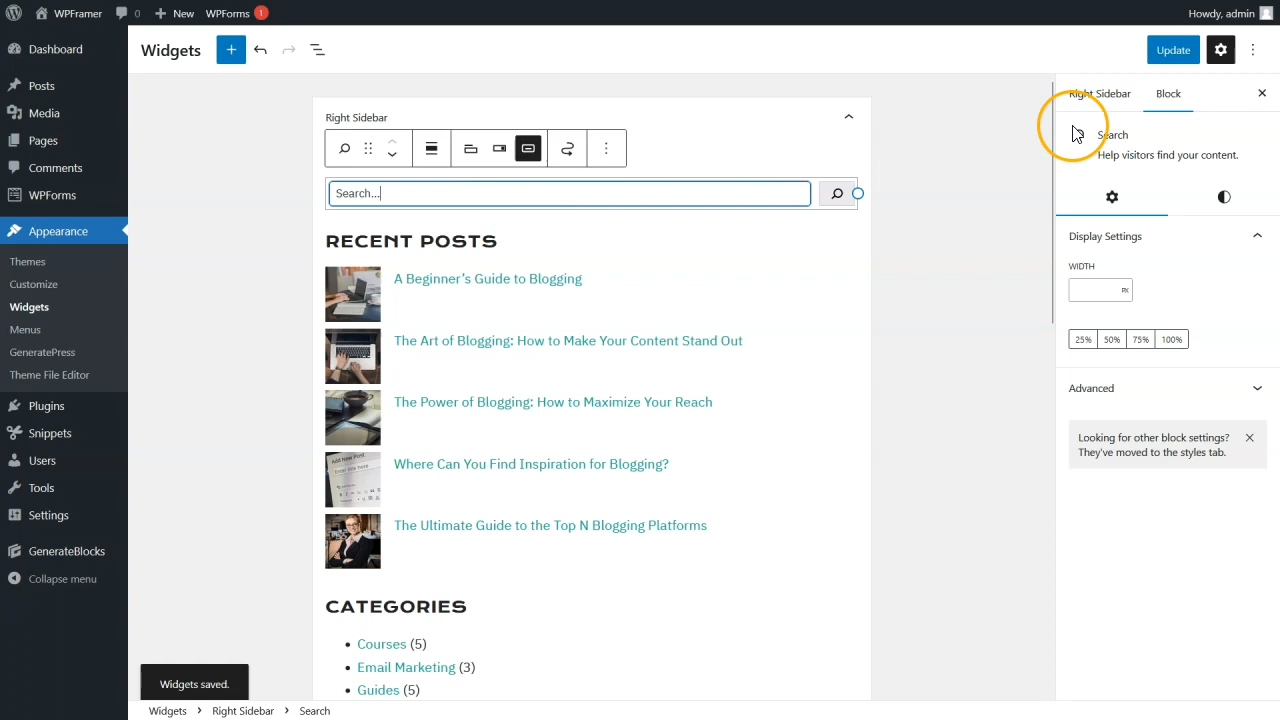 WPFramer 0 New WPForms 1 Howdy, admin
Dashboard
Posts
Media
Pages
Comments
WPForms
Appearance
Themes
Customize
Widgets
Menus
GeneratePress
Theme File Editor
Plugins
Snippets
Users
Tools
Settings
GenerateBlocks
Collapse menu
Widgets Update
Right Sidebar
Search...
RECENT POSTS
A Beginner's Guide to Blogging
The Art of Blogging: How to Make Your Content Stand Out
The Power of Blogging: How to Maximize Your Reach
Where Can You Find Inspiration for Blogging?
The Ultimate Guide to the Top N Blogging Platforms
CATEGORIES
Courses (5)
Email Marketing (3)
Guides (5)
Right Sidebar Block
Search
Help visitors find your content.
Display Settings
WIDTH
PX
25% 50% 75% 100%
Advanced
Looking for other block settings?
They've moved to the styles tab.
Widgets saved.
Widgets > Right Sidebar > Search